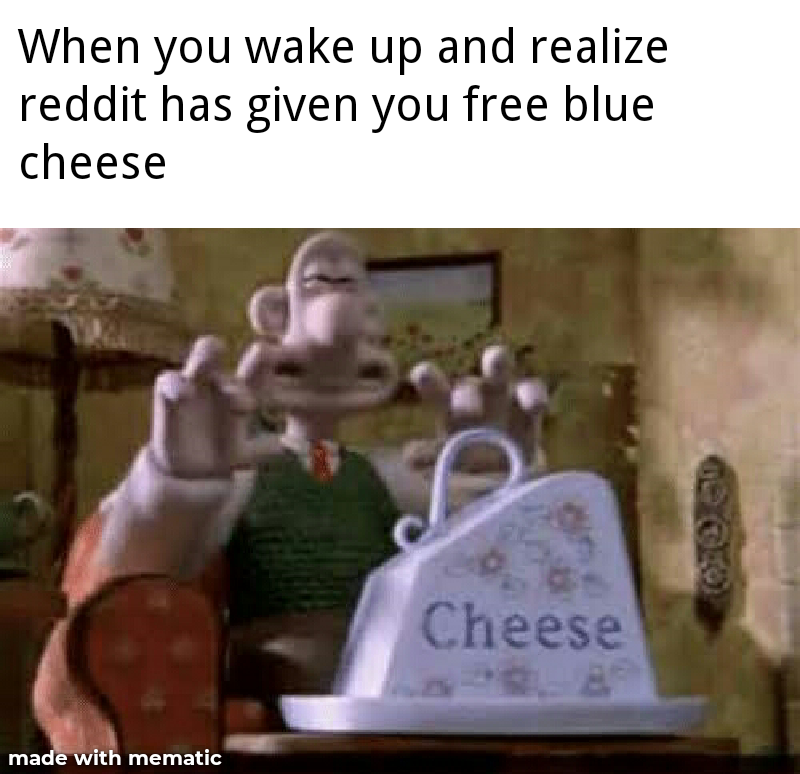 When you wake up and realize
reddit has given you free blue
cheese
Cheese
made with mematic